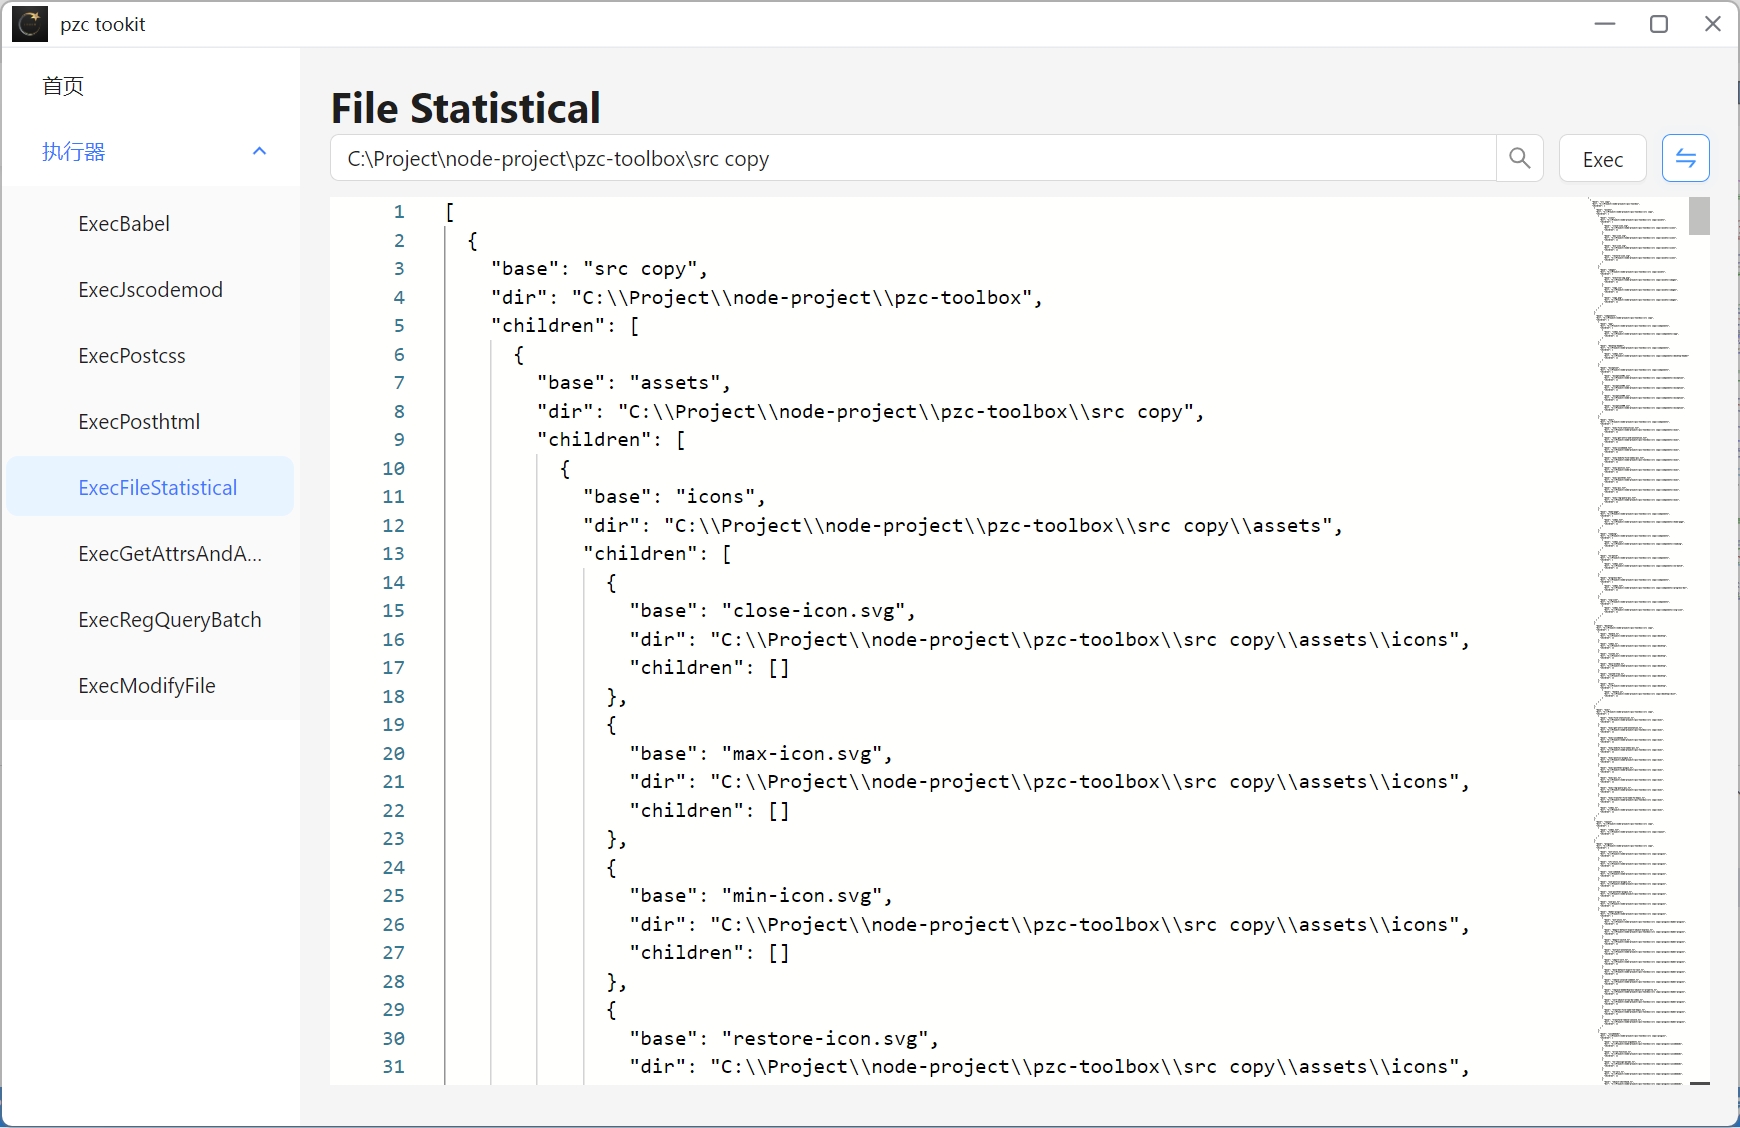 pzc tookit
首页
执行器
ExecBabel
ExecJscodemod
ExecPostcss
ExecPosthtml
ExecFileStatistical
ExecGetAttrsAndA...
ExecRegQueryBatch
ExecModifyFile
File Statistical
C:\Project\node-project\pzc-toolbox\src copy
Exec
1 [
2 {
3 "base": "src copy",
4 "dir": "C:\\Project\\node-project\\pzc-toolbox",
5 "children": [
6 {
7 "base": "assets",
8 "dir": "C:\\Project\\node-project\\pzc-toolbox\\src copy",
9 "children": [
10 {
11 "base": "icons",
12 "dir": "C:\\Project\\node-project\\pzc-toolbox\\src copy\\assets",
13 "children": [
14 {
15 "base": "close-icon.svg",
16 "dir": "C:\\Project\\node-project\\pzc-toolbox\\src copy\\assets\\icons",
17 "children": []
18 },
19 {
20 "base": "max-icon.svg",
21 "dir": "C:\\Project\\node-project\\pzc-toolbox\\src copy\\assets\\icons",
22 "children": []
23 },
24 {
25 "base": "min-icon.svg",
26 "dir": "C:\\Project\\node-project\\pzc-toolbox\\src copy\\assets\\icons",
27 "children": []
28 },
29 {
30 "base": "restore-icon.svg",
31 "dir": "C:\\Project\\node-project\\pzc-toolbox\\src copy\\assets\\icons",